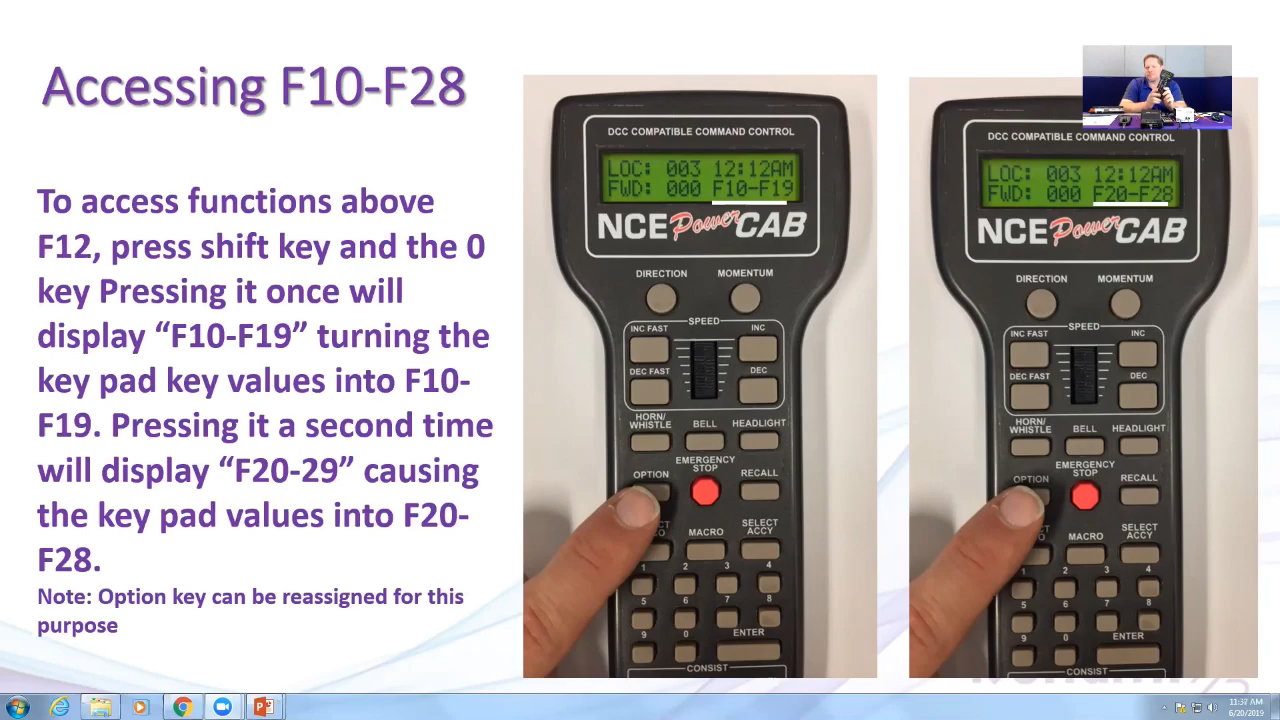 Accessing F10-F28
To access functions above
F12, press shift key and the 0
key Pressing it once will
display “F10-F19” turning the
key pad key values into F10-
F19. Pressing it a second time
will display “F20-29” causing
the key pad values into F20-
F28.
Note: Option key can be reassigned for this
purpose
DCC COMPATIBLE COMMAND CONTROL
LOC: 003 12:12AM
FWD: 000 F10-F19
NCE Power CAB
DIRECTION MOMENTUM
SPEED
INC FAST INC
DEC FAST DEC
HORN/
WHISTLE BELL HEADLIGHT
EMERGENCY
STOP
OPTION RECALL
MACRO SELECT
ACCY
1 2 3 4
5 6 7 8
9 0
ENTER
CONSIST
DCC COMPATIBLE COMMAND CONTROL
LOC: 003 12:12AM
FWD: 000 F20-F28
NCE Power CAB
DIRECTION MOMENTUM
SPEED
INC FAST INC
DEC FAST DEC
HORN/
WHISTLE BELL HEADLIGHT
EMERGENCY
STOP
OPTION RECALL
MACRO SELECT
ACCY
1 2 3 4
5 6 7 8
9 0
ENTER
CONSIST
11:37 AM
6/20/2019